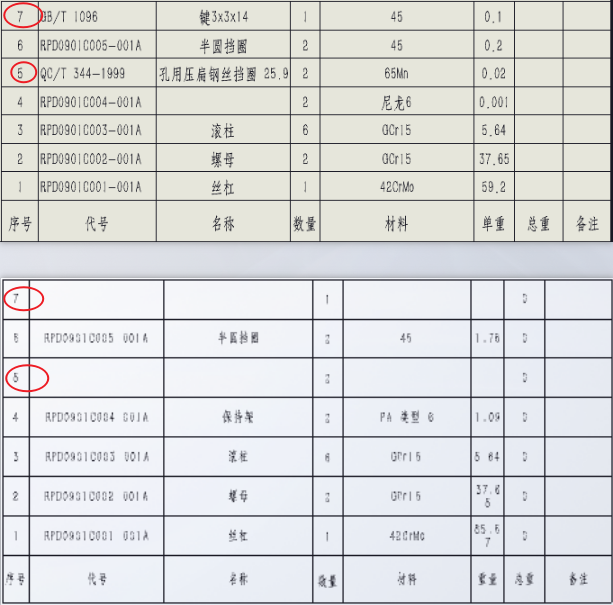 7 GB/T 1096 键3x3x14 1 45 0.1
6 RPD0901C005-001A 半圆挡圈 2 45 0.2
5 QC/T 344-1999 孔用压扁钢丝挡圈 25.9 2 65Mn 0.02
4 RPD0901C004-001A 2 尼龙6 0.001
3 RPD0901C003-001A 滚柱 6 GCr15 5.64
2 RPD0901C002-001A 螺母 2 GCr15 37.65
1 RPD0901C001-001A 丝杠 1 42CrMo 59.2
序号 代号 名称 数量 材料 单重 总重 备注
7 1 0
6 RPD0901C005 001A 半圆挡圈 2 45 1.76 0
5 2 0
4 RPD0901C004 001A 保持架 2 PA 类型 6 1.09 0
3 RPD0901C003 001A 滚柱 6 GCr15 5 64 0
2 RPD0901C002 001A 螺母 2 GCr15 37.6 0
5
1 RPD0901C001 001A 丝杠 1 42CrMo 85.6 0
7
序号 代号 名称 数量 材料 重量 总重 备注